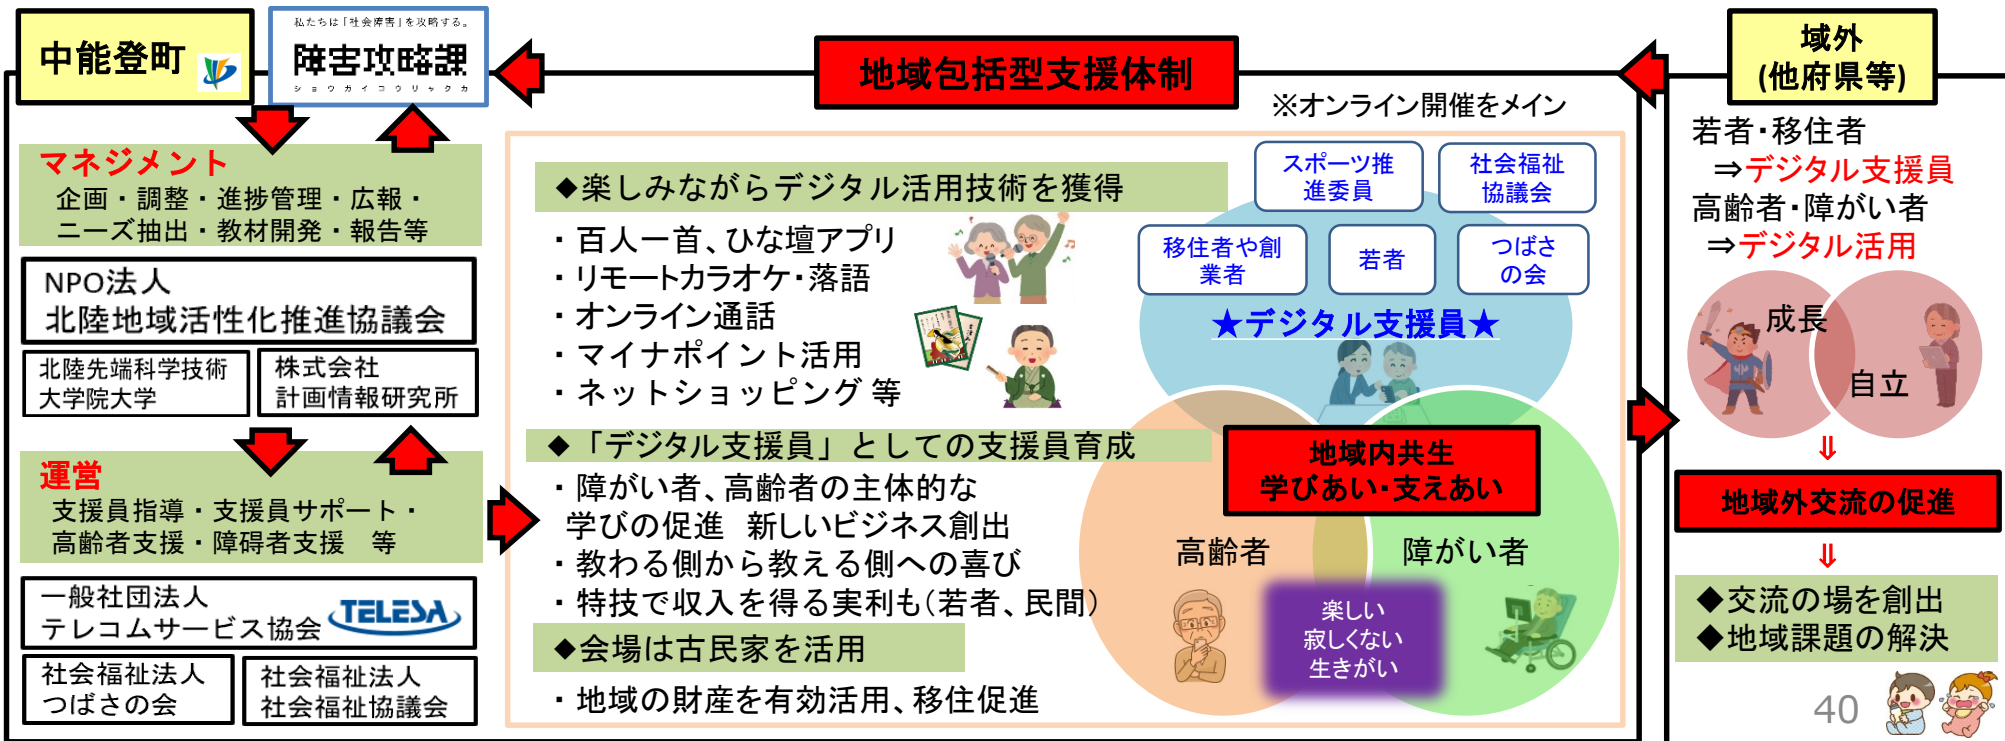 中能登町
私たちは「社会障害」を攻略する。
障害攻略課
ショウガイコウリャクカ
地域包括型支援体制
※オンライン開催をメイン
域外
(他府県等)
マネジメント
企画・調整・進捗管理・広報・
ニーズ抽出・教材開発・報告等
NPO法人
北陸地域活性化推進協議会
北陸先端科学技術
大学院大学
株式会社
計画情報研究所
運営
支援員指導・支援員サポート・
高齢者支援・障碍者支援 等
一般社団法人
テレコムサービス協会
TELESA
社会福祉法人
つばさの会
社会福祉法人
社会福祉協議会
◆楽しみながらデジタル活用技術を獲得
・百人一首、ひな壇アプリ
・リモートカラオケ・落語
・オンライン通話
・マイナポイント活用
・ネットショッピング 等
◆「デジタル支援員」としての支援員育成
・障がい者、高齢者の主体的な
学びの促進 新しいビジネス創出
・教わる側から教える側への喜び
・特技で収入を得る実利も(若者、民間)
◆会場は古民家を活用
・地域の財産を有効活用、移住促進
スポーツ推
進委員
社会福祉
協議会
移住者や創
業者
若者
つばさ
の会
★デジタル支援員★
地域内共生
学びあい・支えあい
高齢者
障がい者
楽しい
寂しくない
生きがい
若者・移住者
⇒デジタル支援員
高齢者・障がい者
⇒デジタル活用
成長
自立
⇓
地域外交流の促進
⇓
◆交流の場を創出
◆地域課題の解決
40